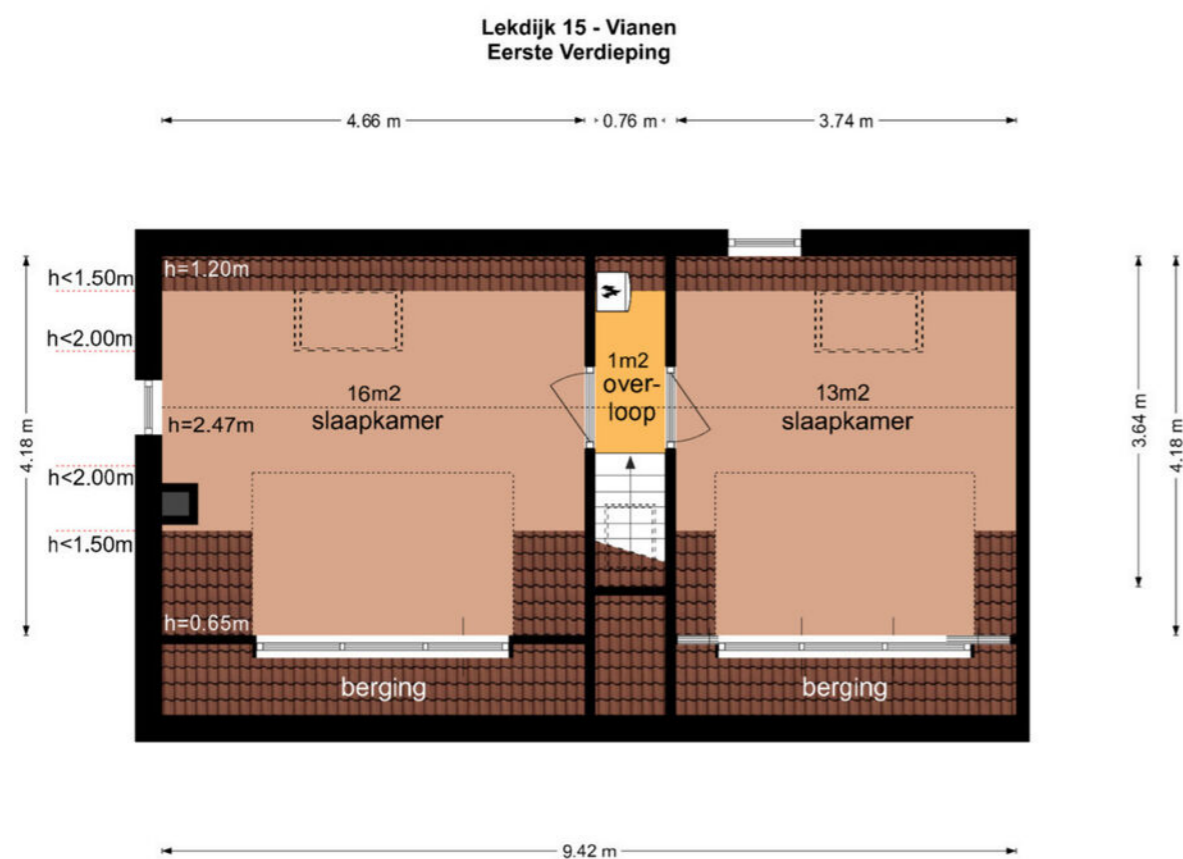 Lekdijk 15 - Vianen
Eerste Verdieping
4.66 m
0.76 m
3.74 m
h<1.50m
h=1.20m
h<2.00m
1m2
over-
loop
16m2
slaapkamer
13m2
slaapkamer
h=2.47m
4.18 m
3.64 m
4.18 m
h<2.00m
h<1.50m
h=0.65m
berging
berging
9.42 m